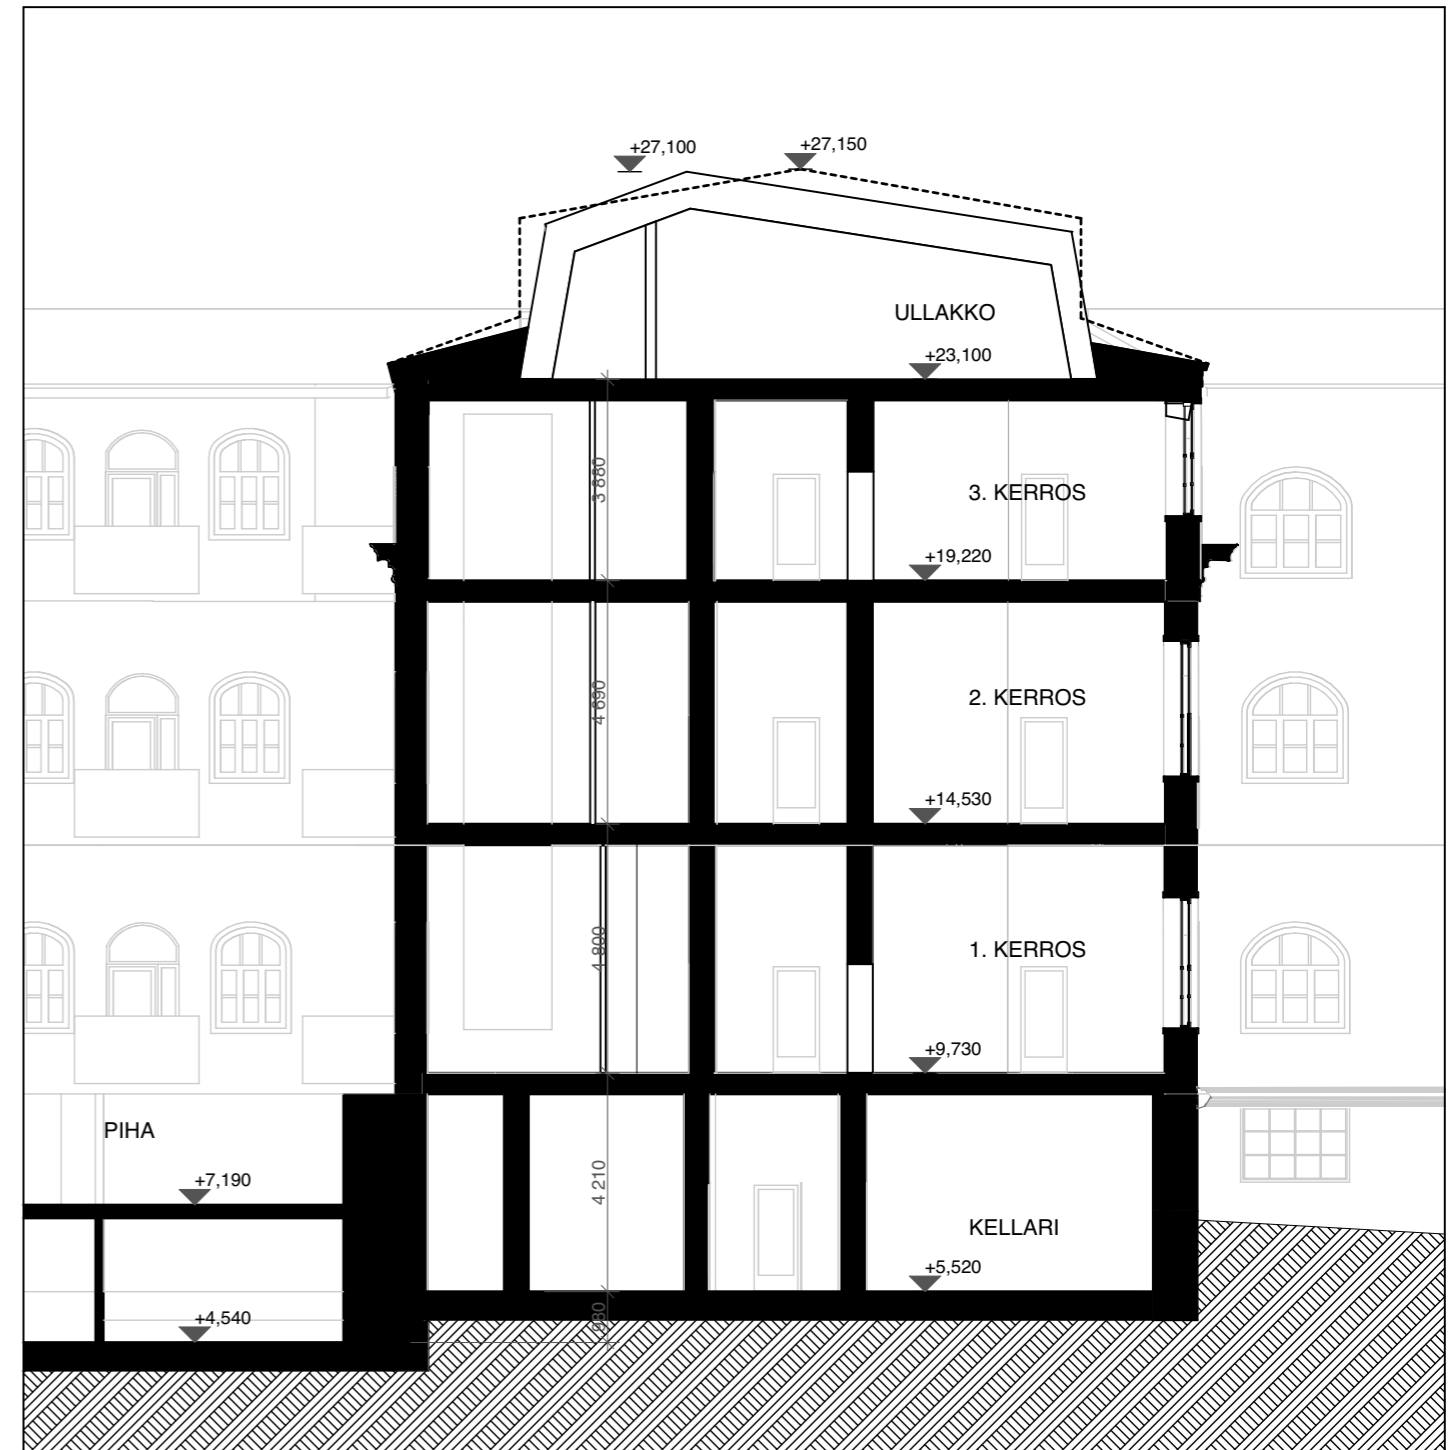 +27,100
+27,150
ULLAKKO
+23,100
3 880
3. KERROS
+19,220
4 690
2. KERROS
+14,530
4 800
1. KERROS
+9,730
PIHA
+7,190
4 210
KELLARI
+5,520
+4,540
980